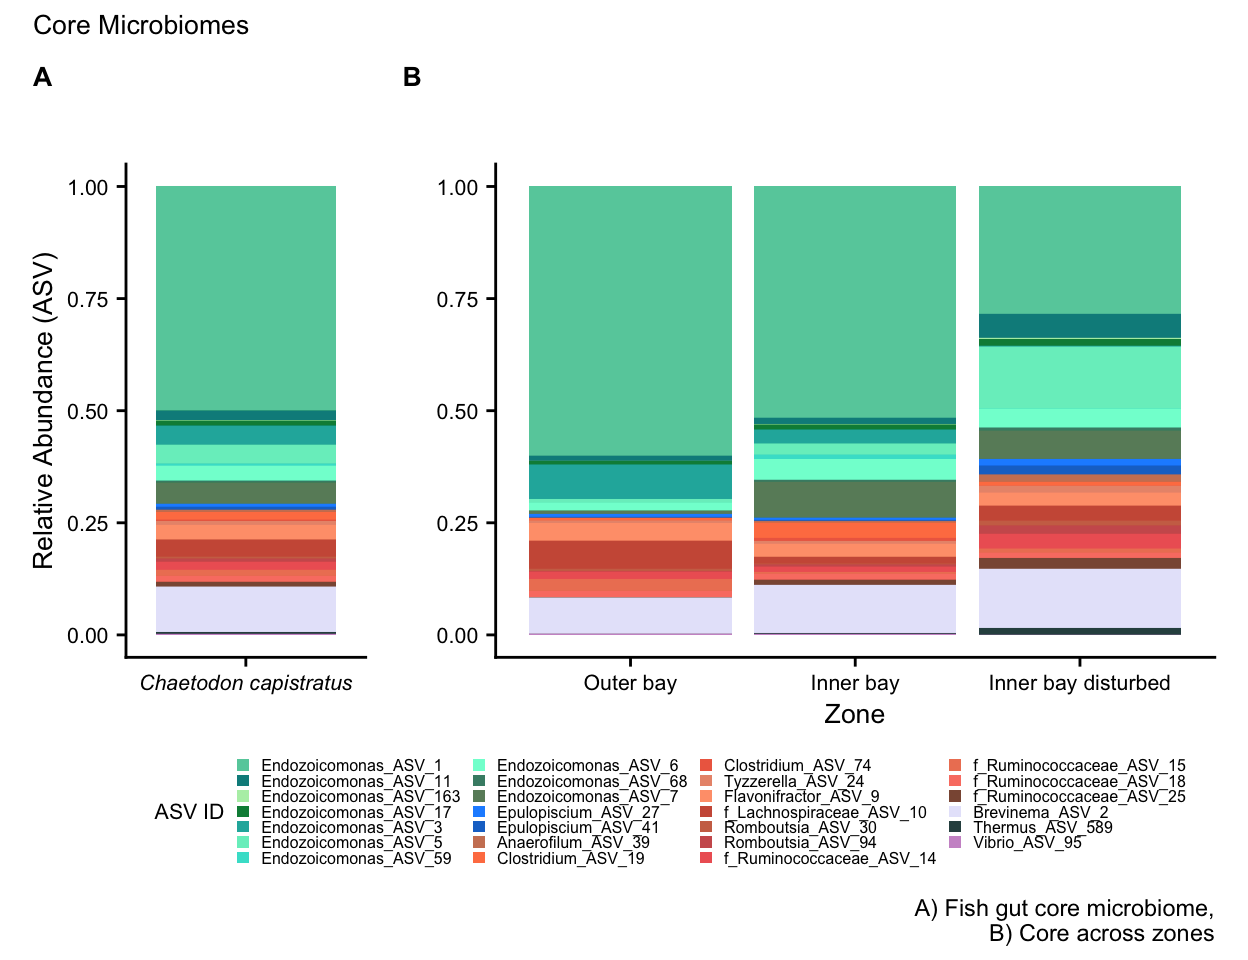 Core Microbiomes
A
B
Relative Abundance (ASV)
1.00
0.75
0.50
0.25
0.00
Chaetodon capistratus
1.00
0.75
0.50
0.25
0.00
Outer bay
Inner bay
Inner bay disturbed
Zone
ASV ID
Endozoicomonas_ASV_1
Endozoicomonas_ASV_11
Endozoicomonas_ASV_163
Endozoicomonas_ASV_17
Endozoicomonas_ASV_3
Endozoicomonas_ASV_5
Endozoicomonas_ASV_59
Endozoicomonas_ASV_6
Endozoicomonas_ASV_68
Endozoicomonas_ASV_7
Epulopiscium_ASV_27
Epulopiscium_ASV_41
Anaerofilum_ASV_39
Clostridium_ASV_19
Clostridium_ASV_74
Tyzzerella_ASV_24
Flavonifractor_ASV_9
f_Lachnospiraceae_ASV_10
Romboutsia_ASV_30
Romboutsia_ASV_94
f_Ruminococcaceae_ASV_14
f_Ruminococcaceae_ASV_15
f_Ruminococcaceae_ASV_18
f_Ruminococcaceae_ASV_25
Brevinema_ASV_2
Thermus_ASV_589
Vibrio_ASV_95
A) Fish gut core microbiome,
B) Core across zones